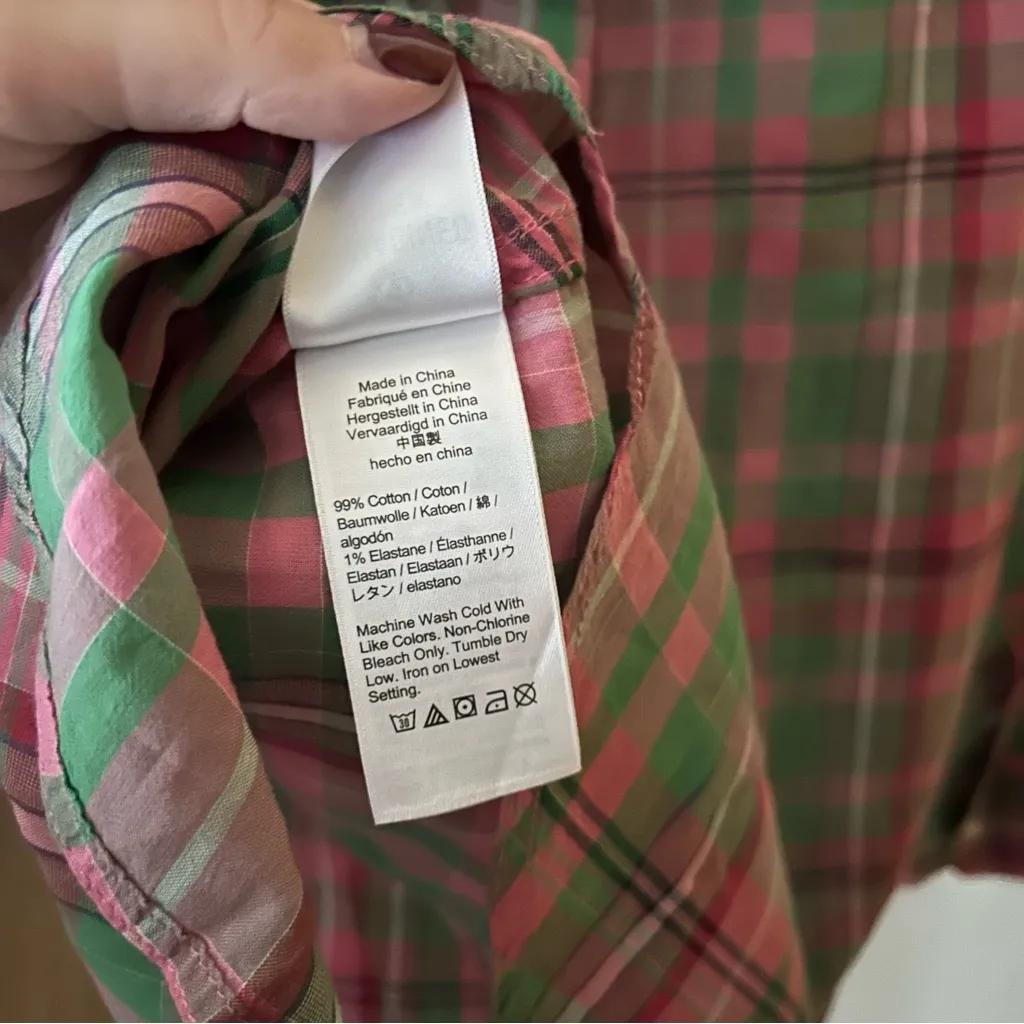 Made in China
Fabriqué en Chine
Hergestellt in China
Vervaardigd in China
中国製
hecho en china
99% Cotton / Coton /
Baumwolle / Katoen / 綿 /
algodón
1% Elastane / Élasthanne /
Elastan / Elastaan / ポリウ
レタン / elastano
Machine Wash Cold With
Like Colors. Non-Chlorine
Bleach Only. Tumble Dry
Low. Iron on Lowest
Setting.
30